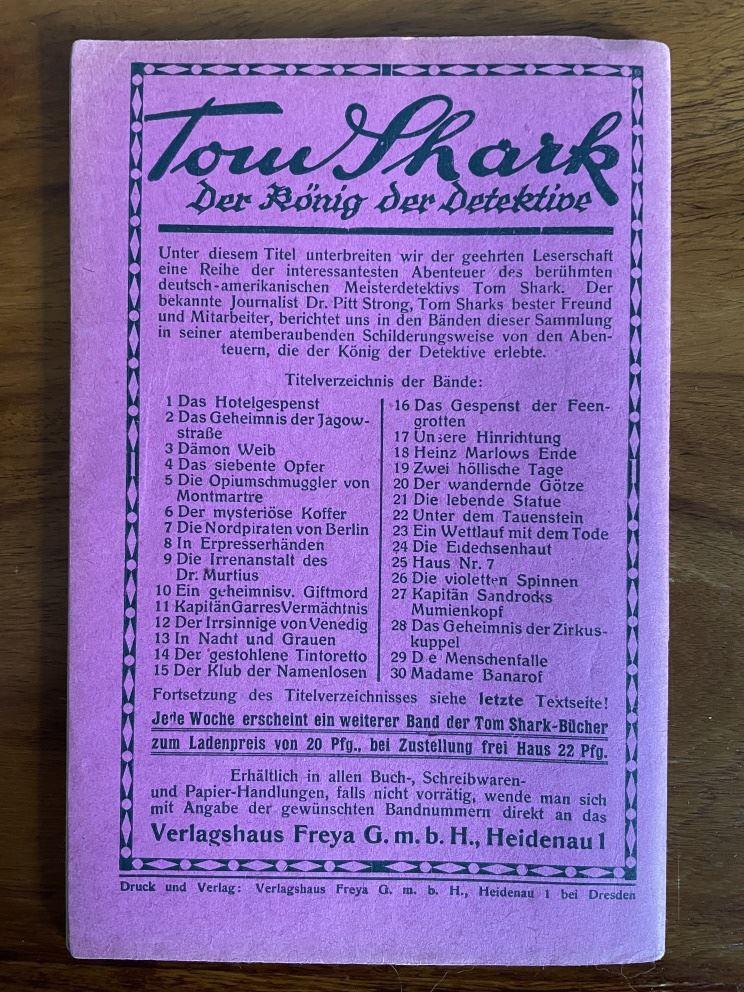 Tom Shark
Der König der Detektive
Unter diesem Titel unterbreiten wir der geehrten Leserschaft
eine Reihe der interessantesten Abenteuer des berühmten
deutsch-amerikanischen Meisterdetektivs Tom Shark. Der
bekannte Journalist Dr. Pitt Strong, Tom Sharks bester Freund
und Mitarbeiter, berichtet uns in den Bänden dieser Sammlung
in seiner atemberaubenden Schilderungsweise von den Aben-
teuern, die der König der Detektive erlebte.
Titelverzeichnis der Bände:
1 Das Hotelgespenst
2 Das Geheimnis der Jagow-
straße
3 Dämon Weib
4 Das siebente Opfer
5 Die Opiumschmuggler von
Montmartre
6 Der mysteriöse Koffer
7 Die Nordpiraten von Berlin
8 In Erpresserhänden
9 Die Irrenanstalt des
Dr. Murtius
10 Ein geheimnisv. Giftmord
11 Kapitän Garres Vermächtnis
12 Der Irrsinnige von Venedig
13 In Nacht und Grauen
14 Der gestohlene Tintoretto
15 Der Klub der Namenlosen
16 Das Gespenst der Feen-
grotten
17 Unsere Hinrichtung
18 Heinz Marlows Ende
19 Zwei höllische Tage
20 Der wandernde Götze
21 Die lebende Statue
22 Unter dem Tauenstein
23 Ein Wettlauf mit dem Tode
24 Die Eidechsenhaut
25 Haus Nr. 7
26 Die violetten Spinnen
27 Kapitän Sandrocks
Mumienkopf
28 Das Geheimnis der Zirkus-
kuppel
29 Die Menschenfalle
30 Madame Banarof
Fortsetzung des Titelverzeichnisses siehe letzte Textseite!
Jede Woche erscheint ein weiterer Band der Tom Shark-Bücher
zum Ladenpreis von 20 Pfg., bei Zustellung frei Haus 22 Pfg.
Erhältlich in allen Buch-, Schreibwaren-
und Papier-Handlungen, falls nicht vorrätig, wende man sich
mit Angabe der gewünschten Bandnummern direkt an das
Verlagshaus Freya G. m. b. H., Heidenau 1
Druck und Verlag: Verlagshaus Freya G. m. b. H., Heidenau 1 bei Dresden